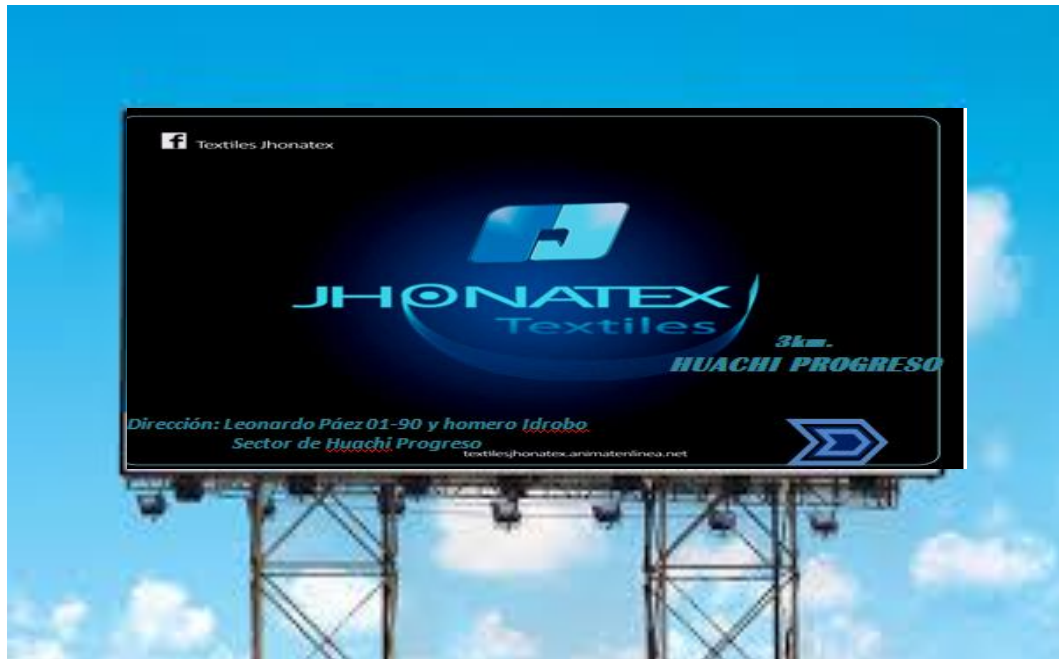 f Textiles Jhonatex
JHONATEX
Textiles
3km.
HUACHI PROGRESO
Dirección: Leonardo Páez 01-90 y homero Idrobo
Sector de Huachi Progreso
textilesjhonatex.animatenlinea.net